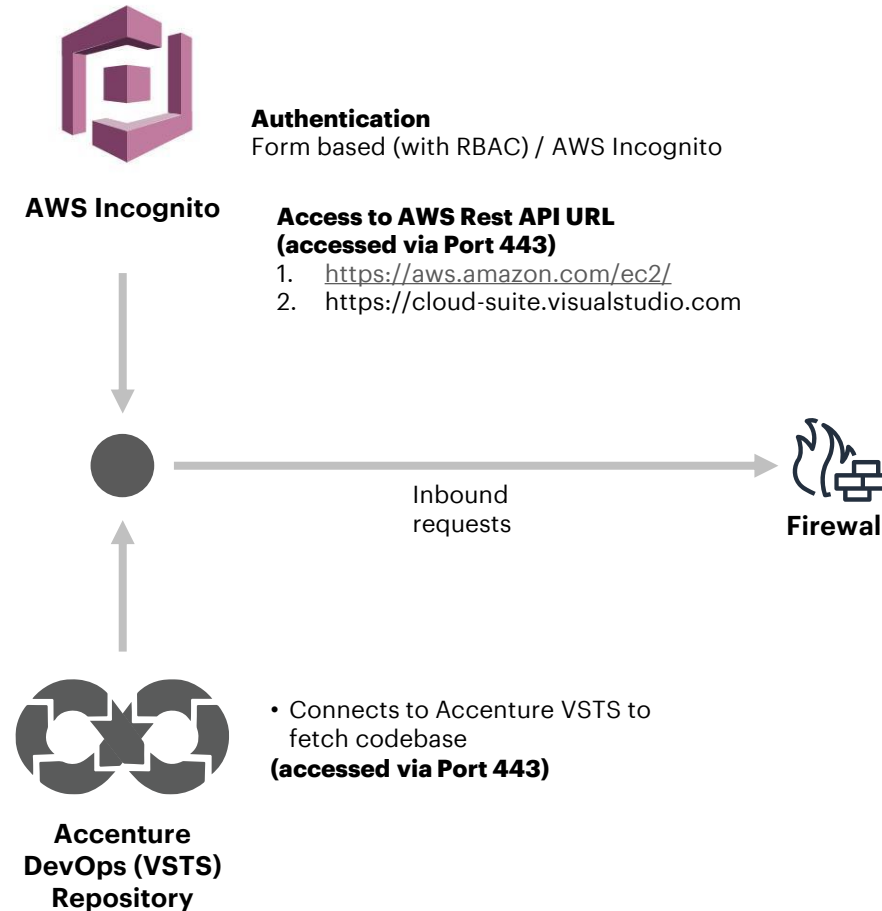 Authentication
Form based (with RBAC) / AWS Incognito
AWS Incognito
Access to AWS Rest API URL
(accessed via Port 443)
1. https://aws.amazon.com/ec2/
2. https://cloud-suite.visualstudio.com
Inbound
requests
Firewal
• Connects to Accenture VSTS to
fetch codebase
(accessed via Port 443)
Accenture
DevOps (VSTS)
Repository